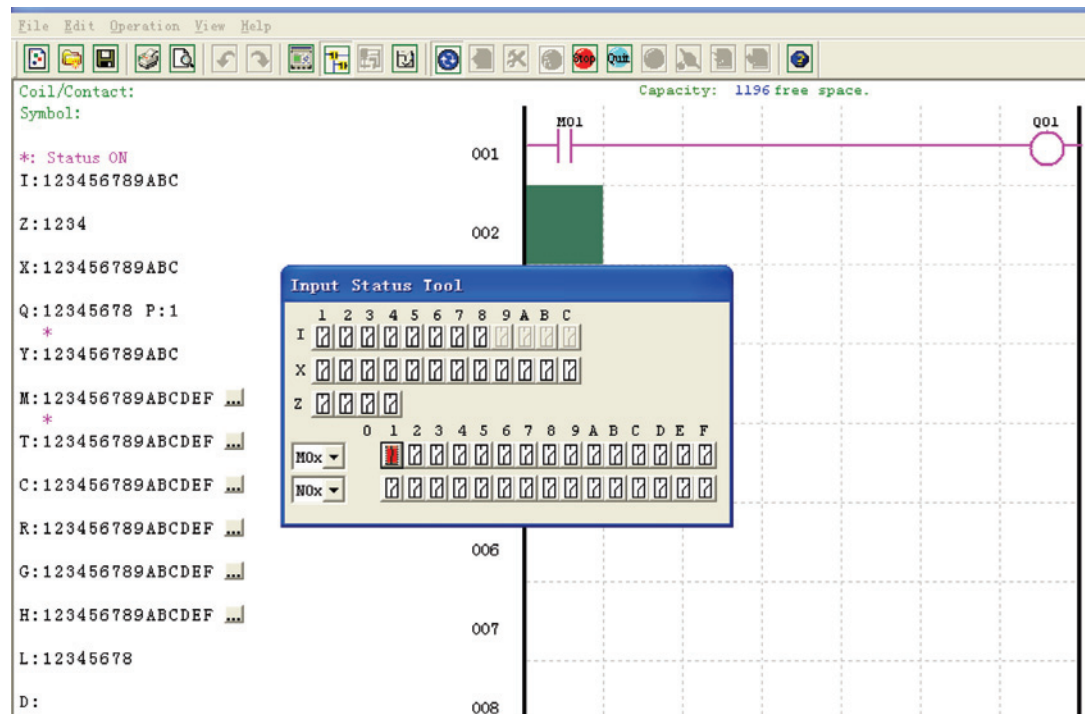 File Edit Operation View Help
Stop Quit
Coil/Contact:
Capacity: 1196 free space.
Symbol:
M01 Q01
*: Status ON
001
I:123456789ABC
Z:1234
002
X:123456789ABC
Q:12345678 P:1
*
Y:123456789ABC
M:123456789ABCDEF ...
*
T:123456789ABCDEF ...
C:123456789ABCDEF ...
R:123456789ABCDEF ...
G:123456789ABCDEF ...
H:123456789ABCDEF ...
L:12345678
D:
Input Status Tool
1 2 3 4 5 6 7 8 9 A B C
I
X
Z
0 1 2 3 4 5 6 7 8 9 A B C D E F
M0x
N0x
006
007
008